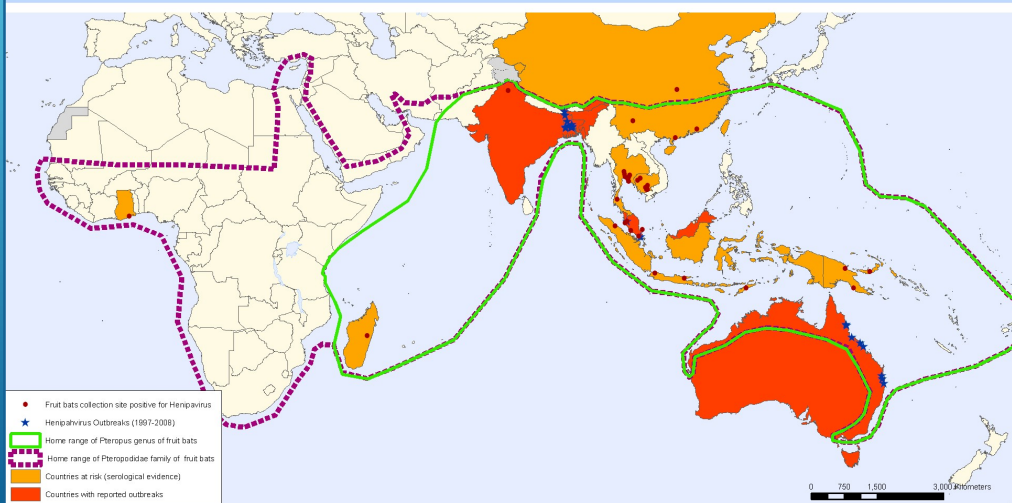 Fruit bats collection site positive for Henipavirus
Henipahvirus Outbreaks (1997-2008)
Home range of Pteropus genus of fruit bats
Home range of Pteropodidae family of fruit bats
Countries at risk (serological evidence)
Countries with reported outbreaks
0 750 1,500 3,000 Kilometers